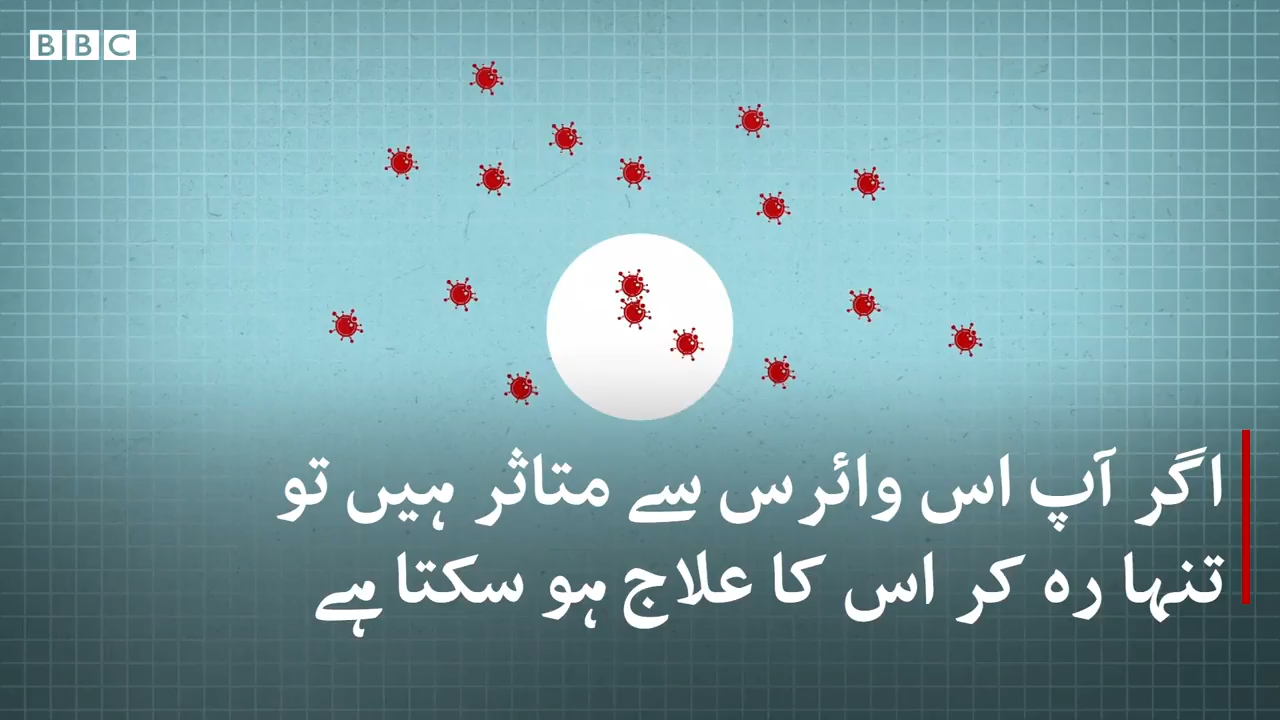 BBC
اگر آپ اس وائرس سے متاثر ہیں تو
تنہا رہ کر اس کا علاج ہو سکتا ہے